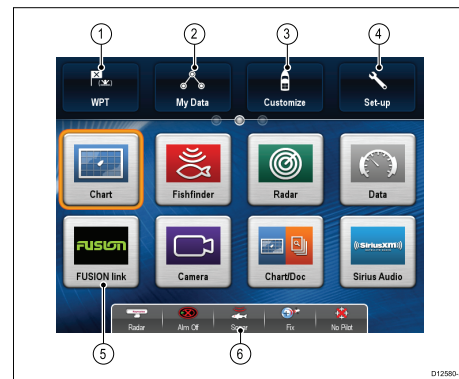 1 2 3 4
WPT My Data Customize Set-up
Chart Fishfinder Radar Data
FUSION
SiriusXM
FUSION link Camera Chart/Doc Sirius Audio
Radar Alm Off Sonar Fix No Pilot
5 6
D12580-